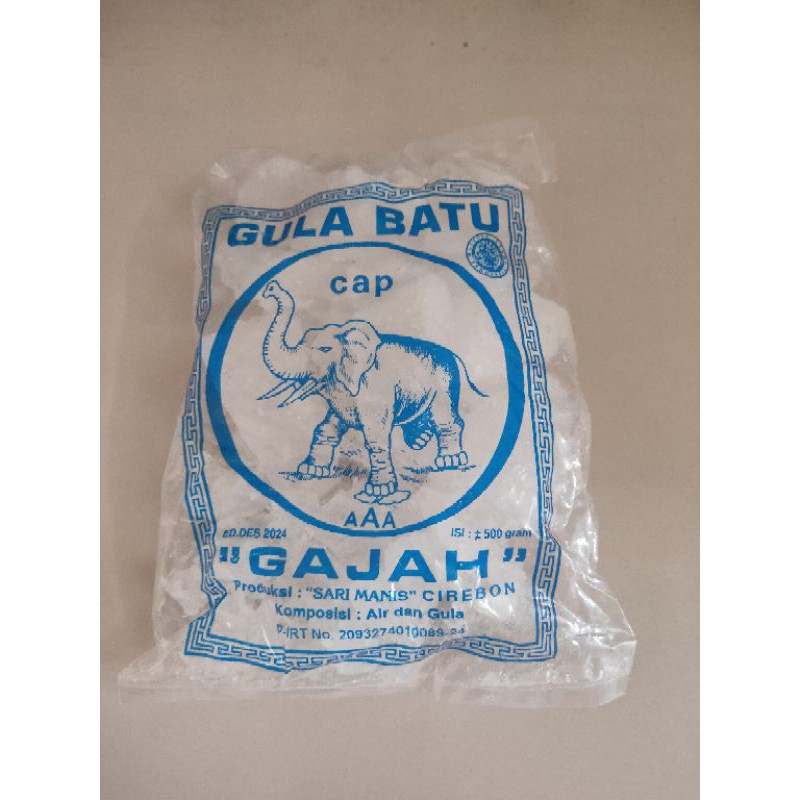 GULA BATU
cap
AAA
ED.DES 2024
ISI : ± 500 gram
"GAJAH"
Produksi : "SARI MANIS" CIREBON
Komposisi : Air dan Gula
P-IRT No. 2093274010089-24